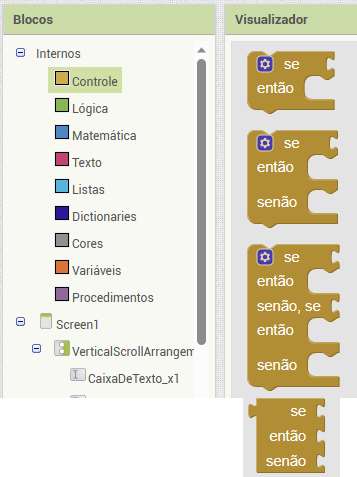 Blocos
Visualizador
Internos
Controle
Lógica
Matemática
Texto
Listas
Dictionaries
Cores
Variáveis
Procedimentos
Screen1
VerticalScrollArrangem
CaixaDeTexto_x1
se
então
se
então
senão
se
então
senão, se
então
senão
se
então
senão